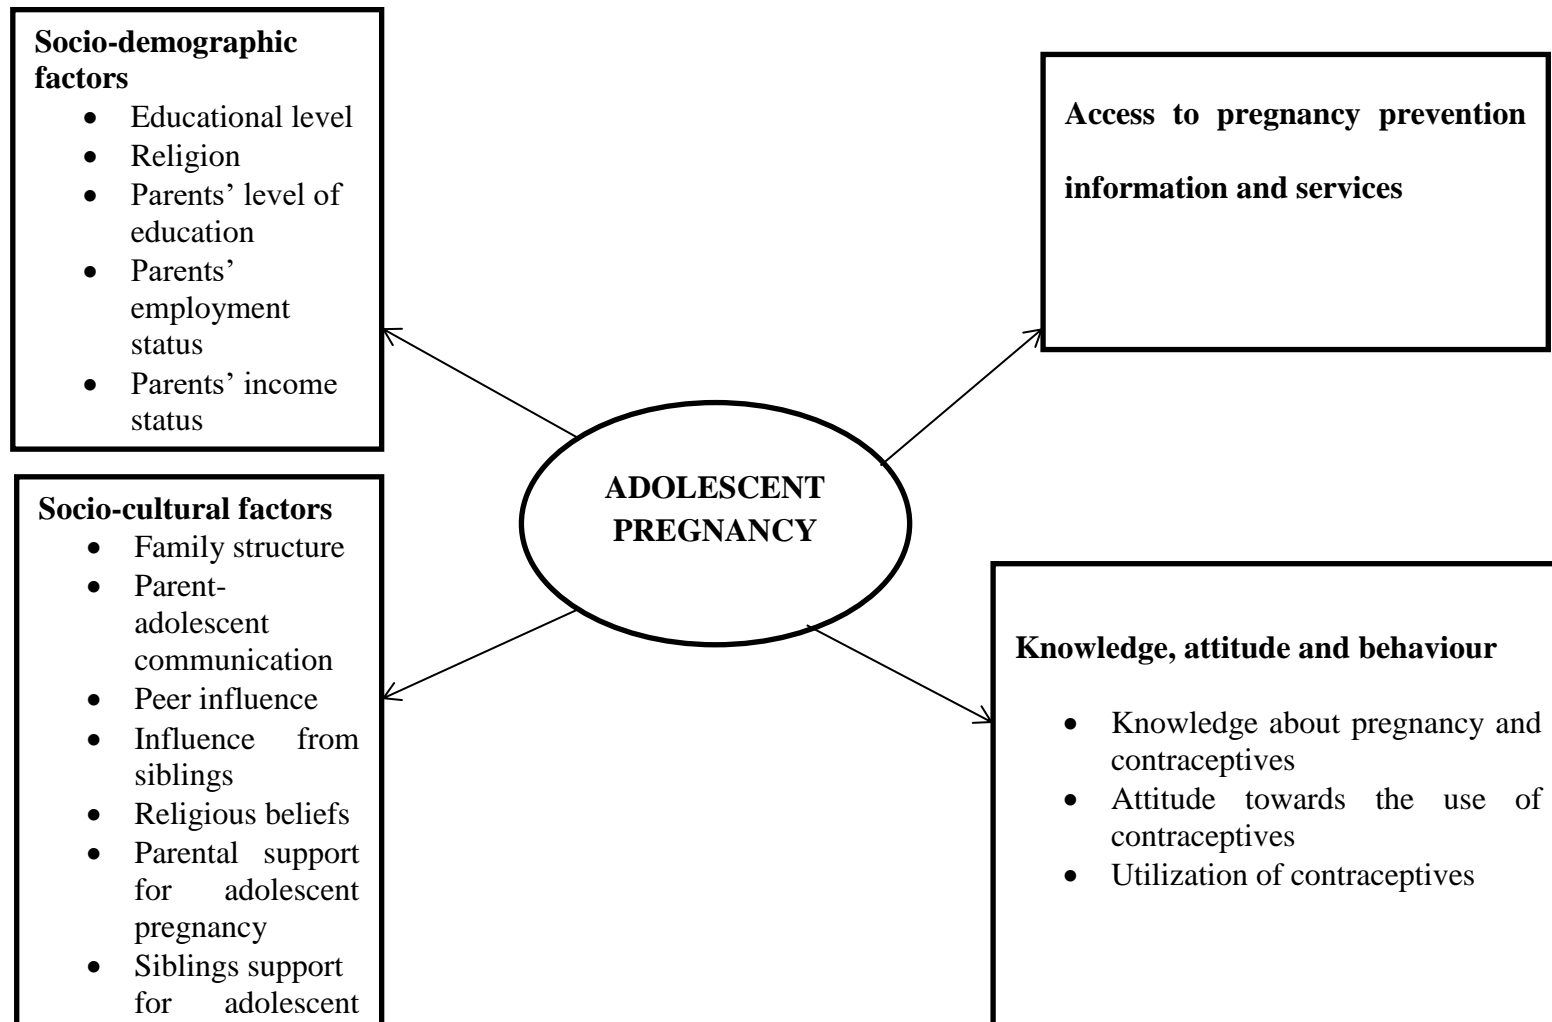 Socio-demographic
factors
• Educational level
• Religion
• Parents’ level of
education
• Parents’
employment
status
• Parents’ income
status
Socio-cultural factors
• Family structure
• Parent-
adolescent
communication
• Peer influence
• Influence from
siblings
• Religious beliefs
• Parental support
for adolescent
pregnancy
• Siblings support
for adolescent
ADOLESCENT
PREGNANCY
Access to pregnancy prevention
information and services
Knowledge, attitude and behaviour
• Knowledge about pregnancy and
contraceptives
• Attitude towards the use of
contraceptives
• Utilization of contraceptives